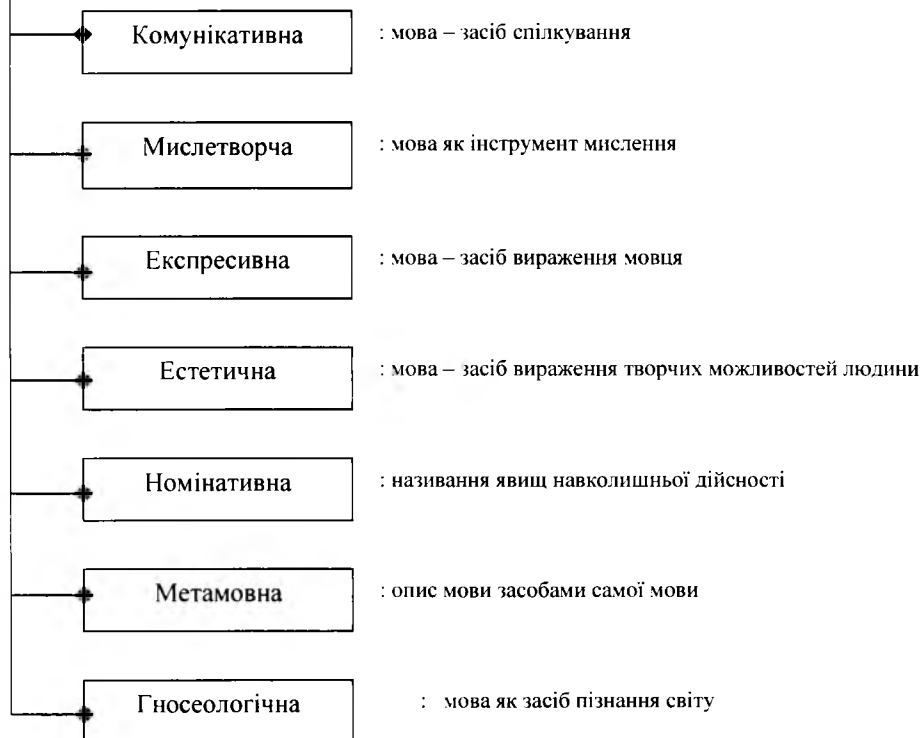 Комунікативна : мова – засіб спілкування
Мислетворча : мова як інструмент мислення
Експресивна : мова – засіб вираження мовця
Естетична : мова – засіб вираження творчих можливостей людини
Номінативна : називання явищ навколишньої дійсності
Метамовна : опис мови засобами самої мови
Гносеологічна : мова як засіб пізнання світу